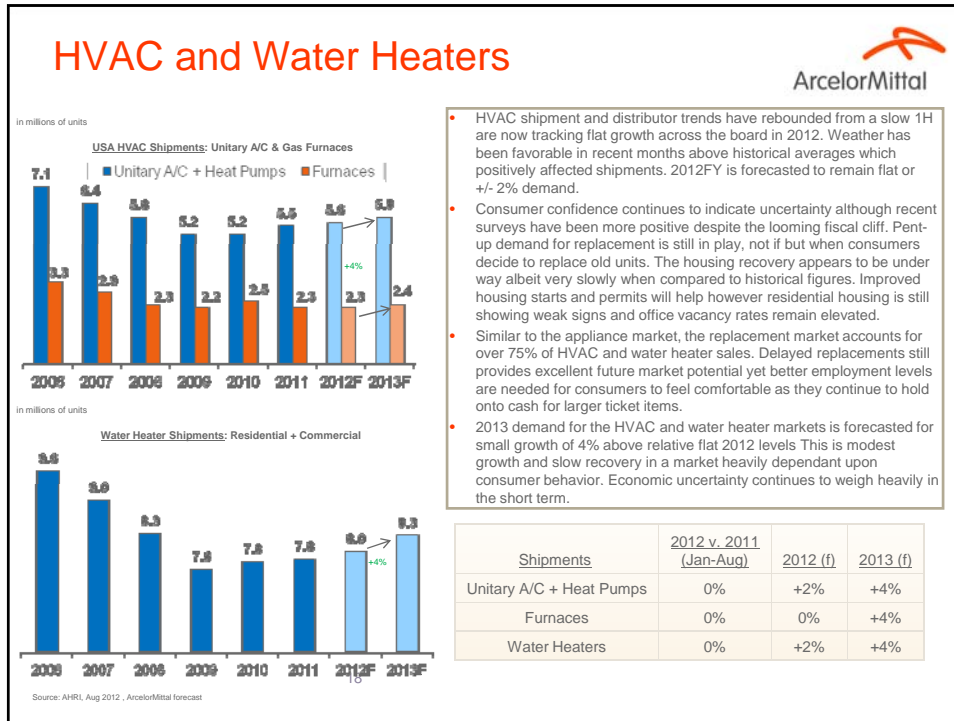 HVAC and Water Heaters
ArcelorMittal
in millions of units
USA HVAC Shipments: Unitary A/C & Gas Furnaces
Unitary A/C + Heat Pumps
Furnaces
7.1
6.4
5.8
5.2
5.2
5.5
5.6
5.9
3.3
2.9
2.3
2.2
2.5
2.3
2.3
2.4
+4%
2006 2007 2008 2009 2010 2011 2012F 2013F
in millions of units
Water Heater Shipments: Residential + Commercial
8.3
7.8
7.8
8.0
+4%
2006 2007 2008 2009 2010 2011 2012F 2013F
18
Source: AHRI, Aug 2012 , ArcelorMittal forecast
• HVAC shipment and distributor trends have rebounded from a slow 1H
are now tracking flat growth across the board in 2012. Weather has
been favorable in recent months above historical averages which
positively affected shipments. 2012FY is forecasted to remain flat or
+/- 2% demand.
• Consumer confidence continues to indicate uncertainty although recent
surveys have been more positive despite the looming fiscal cliff. Pent-
up demand for replacement is still in play, not if but when consumers
decide to replace old units. The housing recovery appears to be under
way albeit very slowly when compared to historical figures. Improved
housing starts and permits will help however residential housing is still
showing weak signs and office vacancy rates remain elevated.
• Similar to the appliance market, the replacement market accounts for
over 75% of HVAC and water heater sales. Delayed replacements still
provides excellent future market potential yet better employment levels
are needed for consumers to feel comfortable as they continue to hold
onto cash for larger ticket items.
• 2013 demand for the HVAC and water heater markets is forecasted for
small growth of 4% above relative flat 2012 levels This is modest
growth and slow recovery in a market heavily dependant upon
consumer behavior. Economic uncertainty continues to weigh heavily in
the short term.
Shipments 2012 v. 2011 (Jan-Aug) 2012 (f) 2013 (f)
Unitary A/C + Heat Pumps 0% +2% +4%
Furnaces 0% 0% +4%
Water Heaters 0% +2% +4%